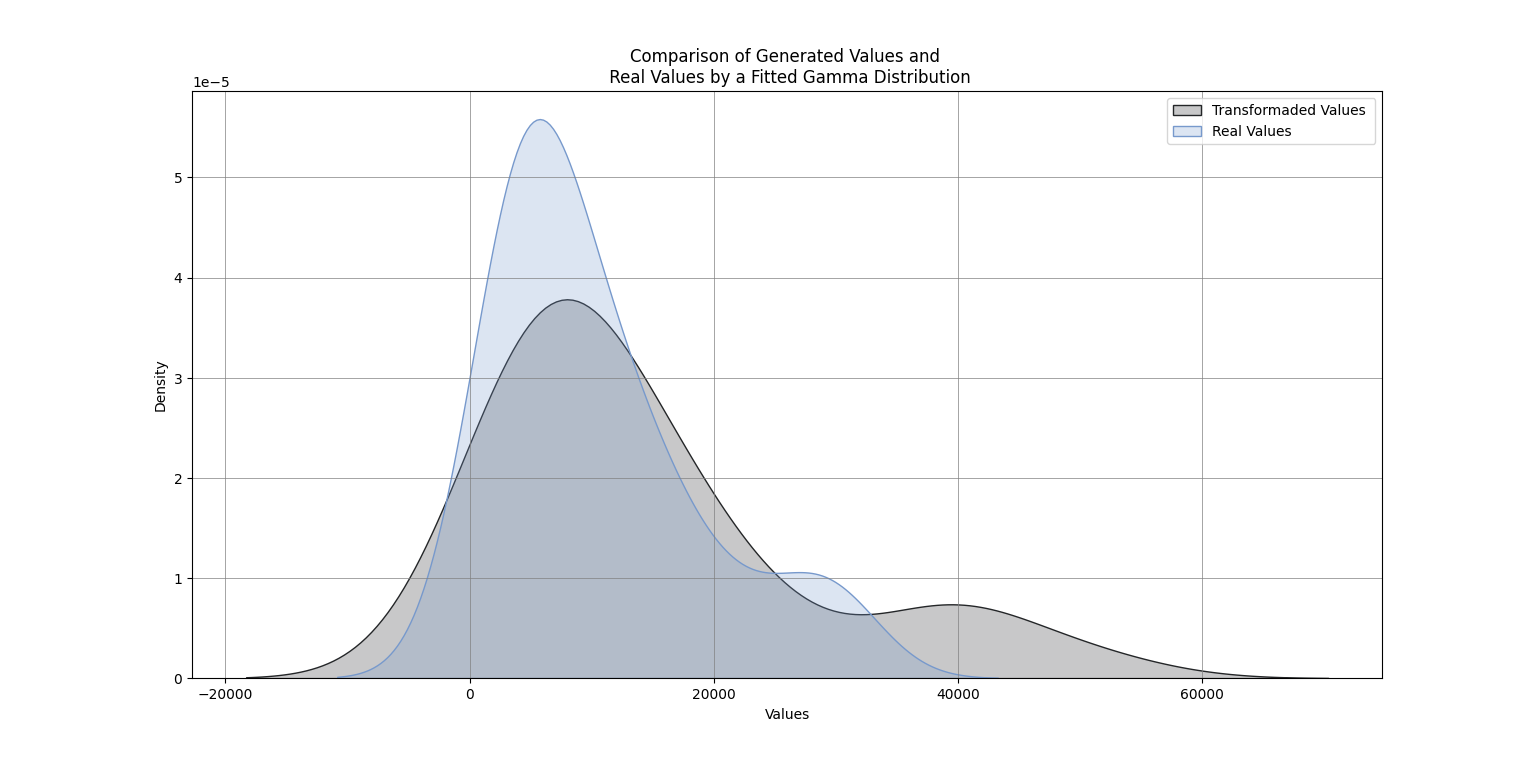 Comparison of Generated Values and
Real Values by a Fitted Gamma Distribution
1e−5
Transformaded Values
Real Values
5
4
3
2
1
0
Density
−20000
0
20000
40000
60000
Values